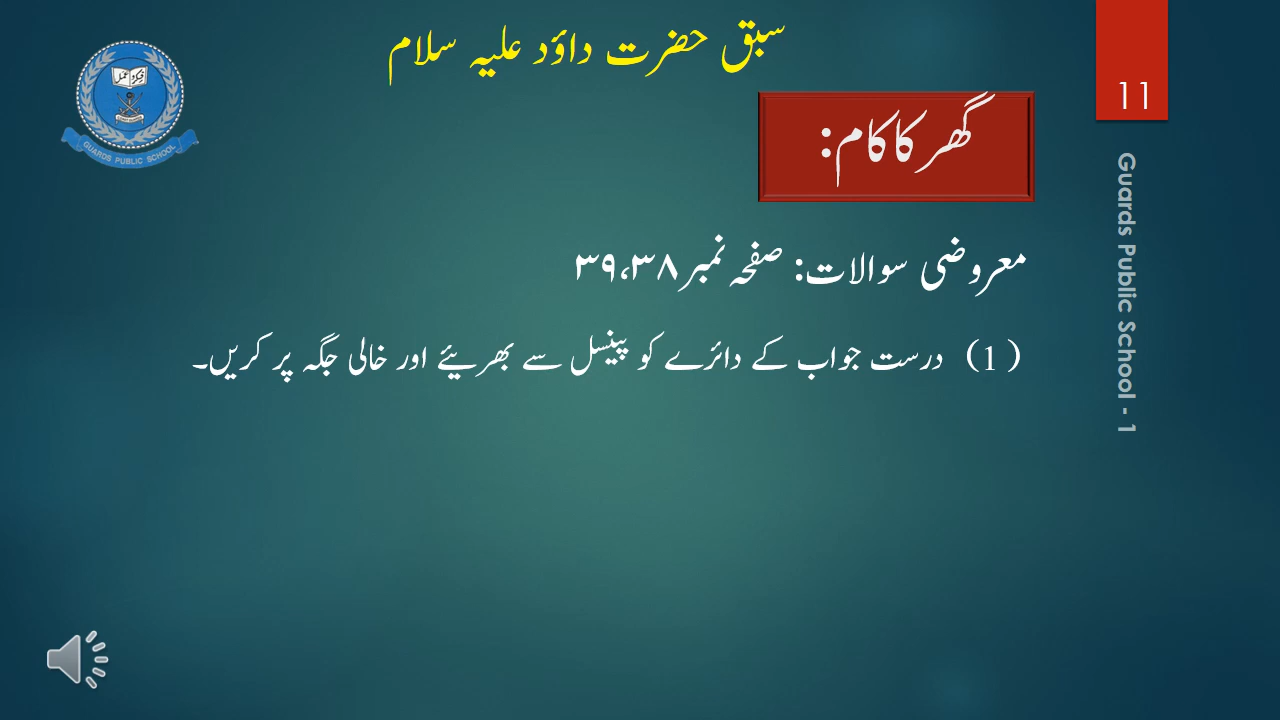 سبق حضرت داؤد علیہ سلام
11
گھر کا کام:
معروضی سوالات: صفحہ نمبر ۳۹،۳۸
(1) درست جواب کے دائرے کو پینسل سے بھریئے اور خالی جگہ پر کریں۔
Guards Public School - 1
GUARDS PUBLIC SCHOOL